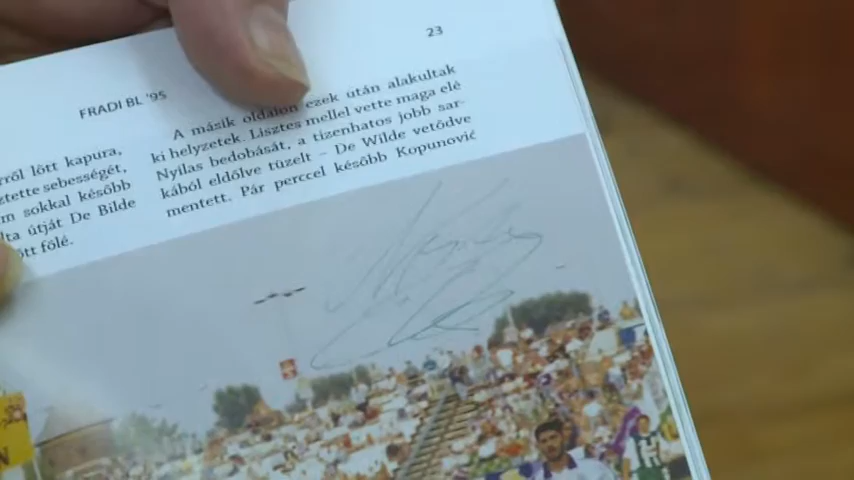 23
FRADI BL '95
ről lőtt kapura,
ztette sebességét,
m sokkal később
lta útját De Bilde
ött fölé.
A másik oldalon ezek után alakultak
ki helyzetek. Lisztes mellel vette maga elé
Nyilas bedobását, a tizenhatos jobb sar-
kából eldőlve tüzelt – De Wilde vetődve
mentett. Pár perccel később Kopunović